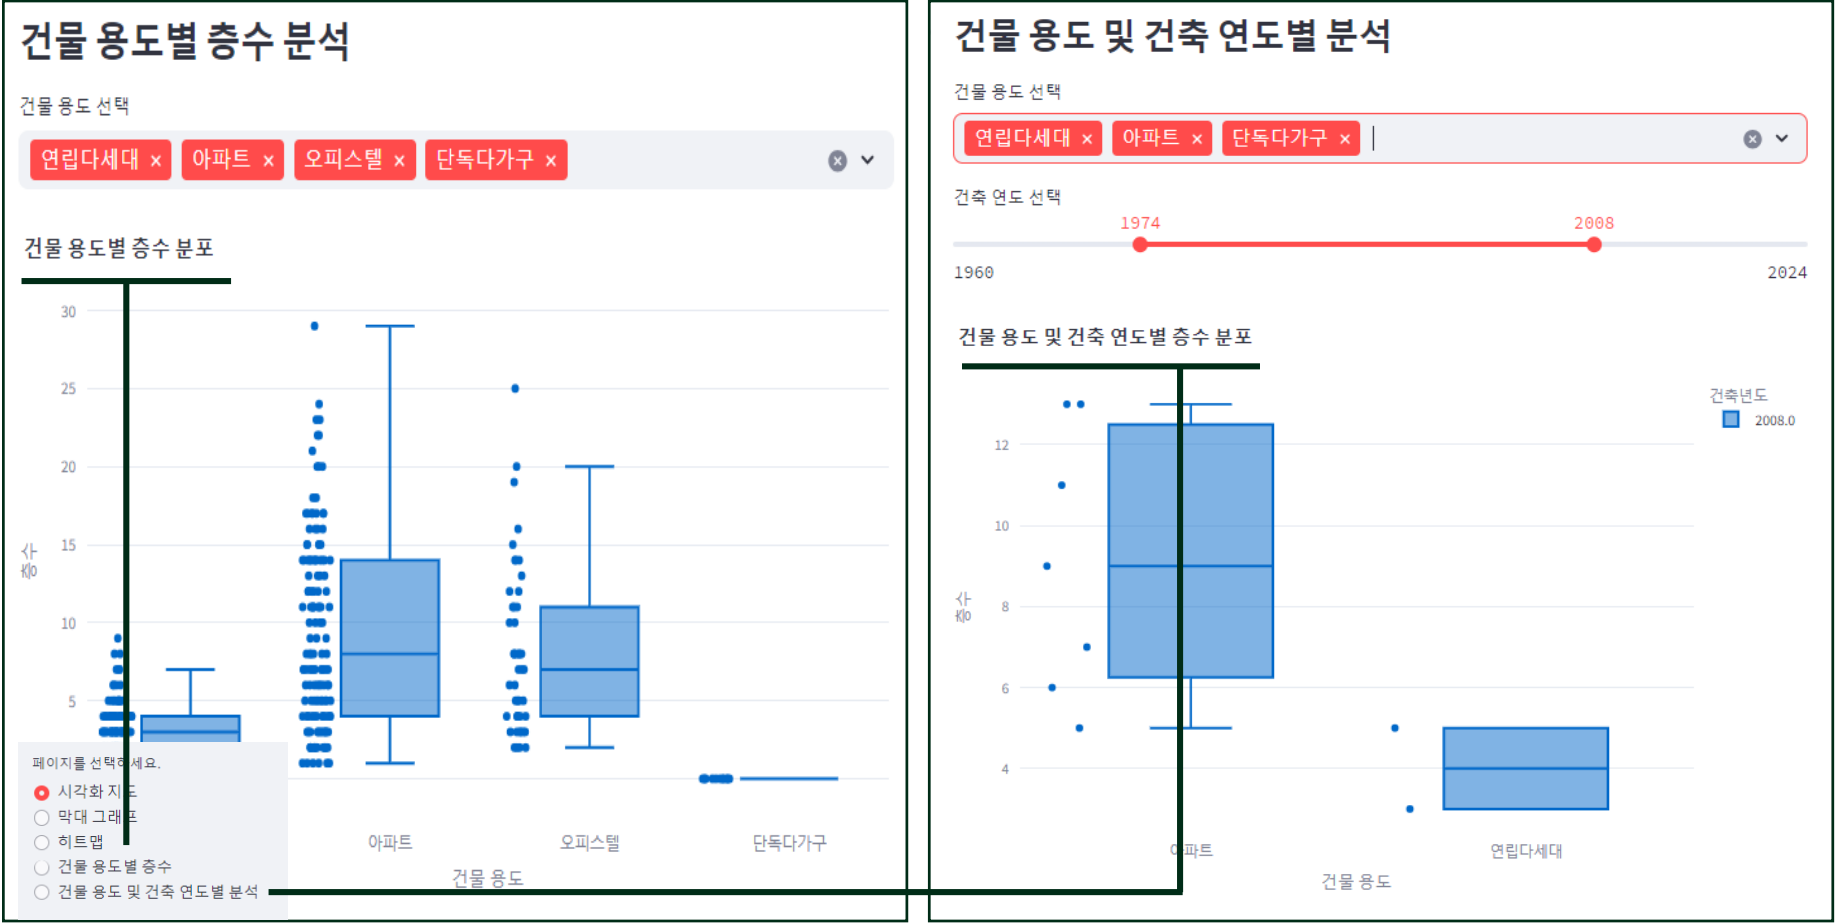 건물 용도별 층수 분석
건물 용도 선택
연립다세대 × 아파트 × 오피스텔 × 단독다가구 ×
건물 용도별 층수 분포
30
25
20
15
10
5
층수
아파트
오피스텔
단독다가구
건물 용도
페이지를 선택하세요.
시각화 지도
막대 그래프
히트맵
건물 용도별 층수
건물 용도 및 건축 연도별 분석
건물 용도 및 건축 연도별 분석
건물 용도 선택
연립다세대 × 아파트 × 단독다가구 ×
건축 연도 선택
1974 2008
1960 2024
건물 용도 및 건축 연도별 층수 분포
건축년도
2008.0
12
10
8
6
4
층수
아파트
연립다세대
건물 용도